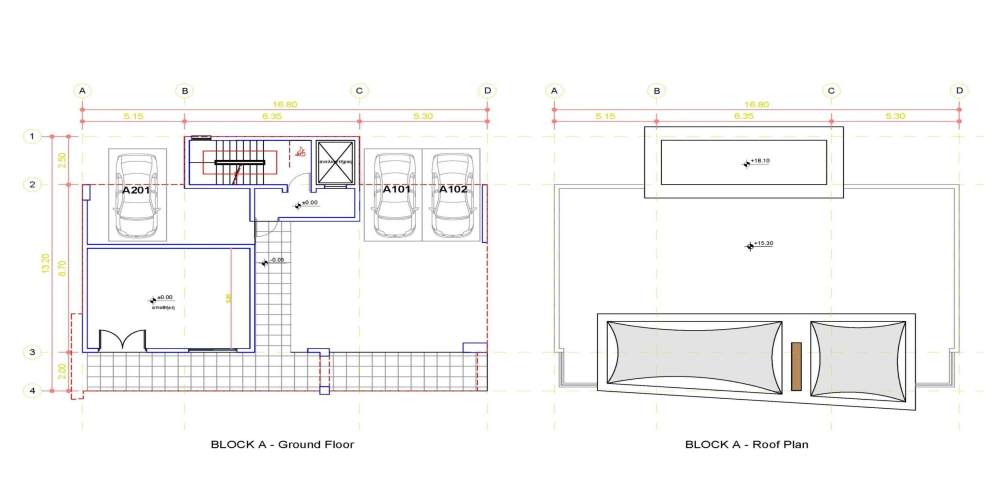 A B C D
16.80
5.15 6.35 5.30
1
2
3
4
2.50
13.20
8.70
2.00
A201
A101
A102
±0.00
-0.05
±0.00
αποθήκη
A B C D
16.80
5.15 6.35 5.30
+18.10
+15.30
BLOCK A - Ground Floor
BLOCK A - Roof Plan